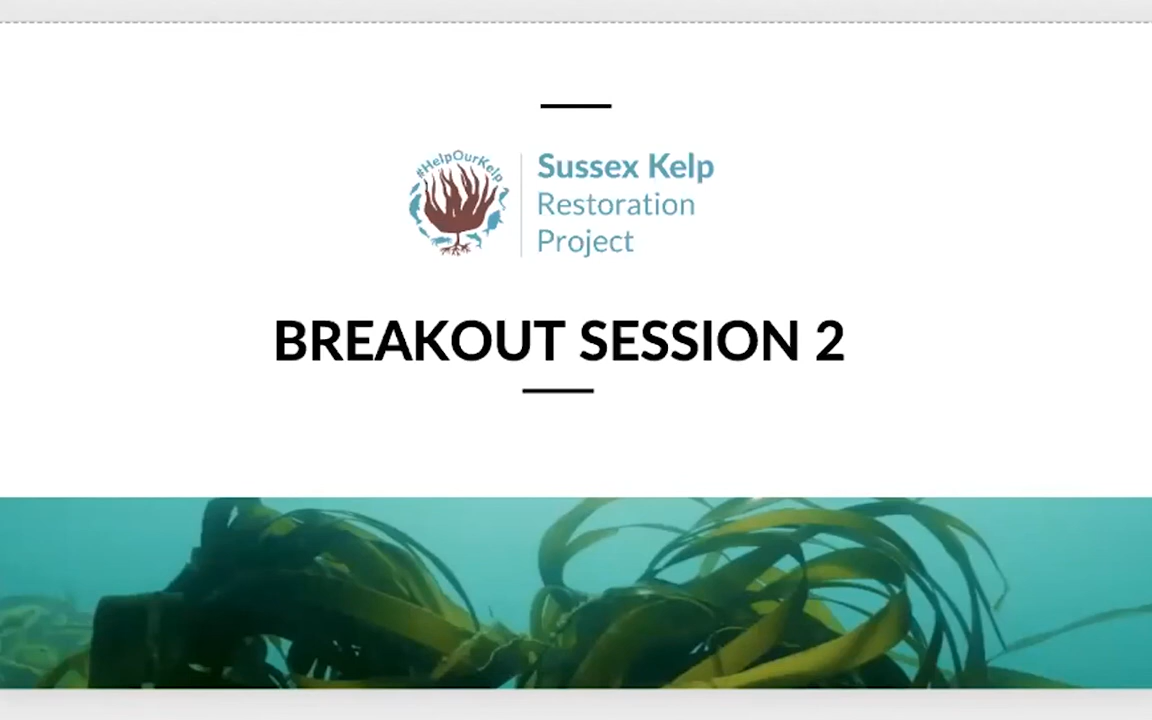 #HelpOurKelp
Sussex Kelp
Restoration
Project
BREAKOUT SESSION 2